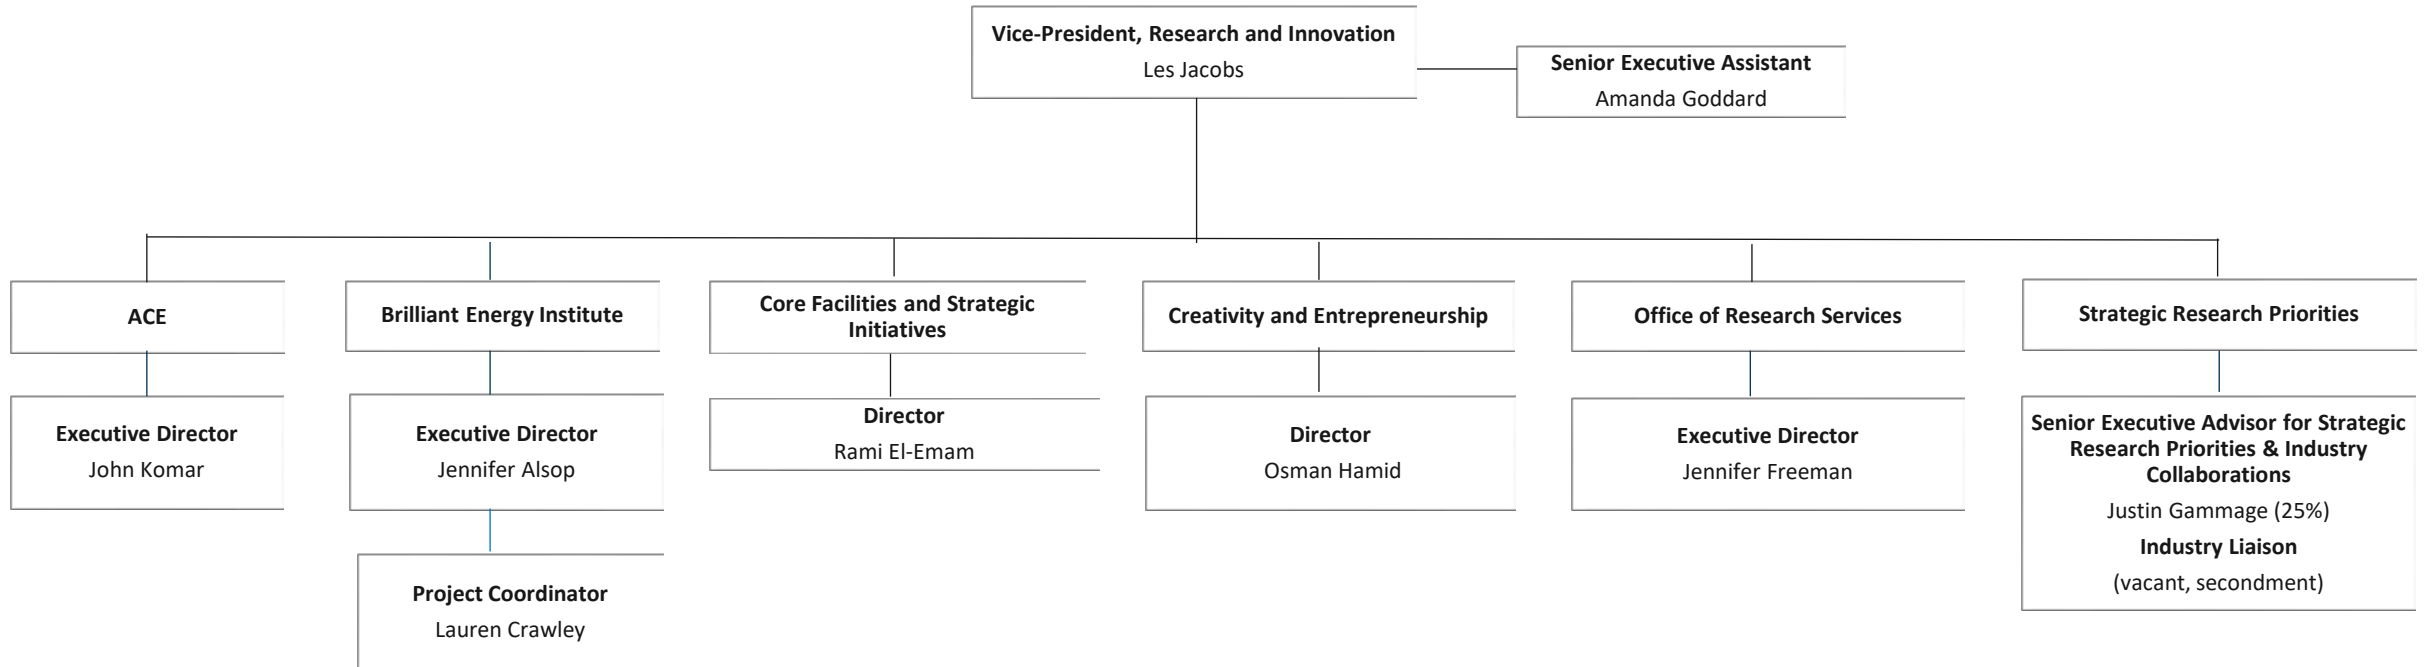 Vice-President, Research and Innovation
Les Jacobs
Senior Executive Assistant
Amanda Goddard
ACE
Brilliant Energy Institute
Core Facilities and Strategic
Initiatives
Creativity and Entrepreneurship
Office of Research Services
Strategic Research Priorities
Executive Director
John Komar
Executive Director
Jennifer Alsop
Director
Rami El-Emam
Director
Osman Hamid
Executive Director
Jennifer Freeman
Senior Executive Advisor for Strategic
Research Priorities & Industry
Collaborations
Justin Gammage (25%)
Industry Liaison
(vacant, secondment)
Project Coordinator
Lauren Crawley